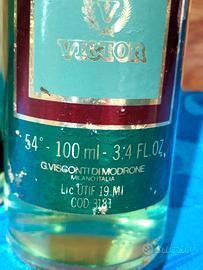 V
VICTOR
54° - 100 ml - 3·4 FL.OZ
G.VISCONTI DI MODRONE
MILANO ITALIA
Lic. UTIF 19.MI
COD 3181